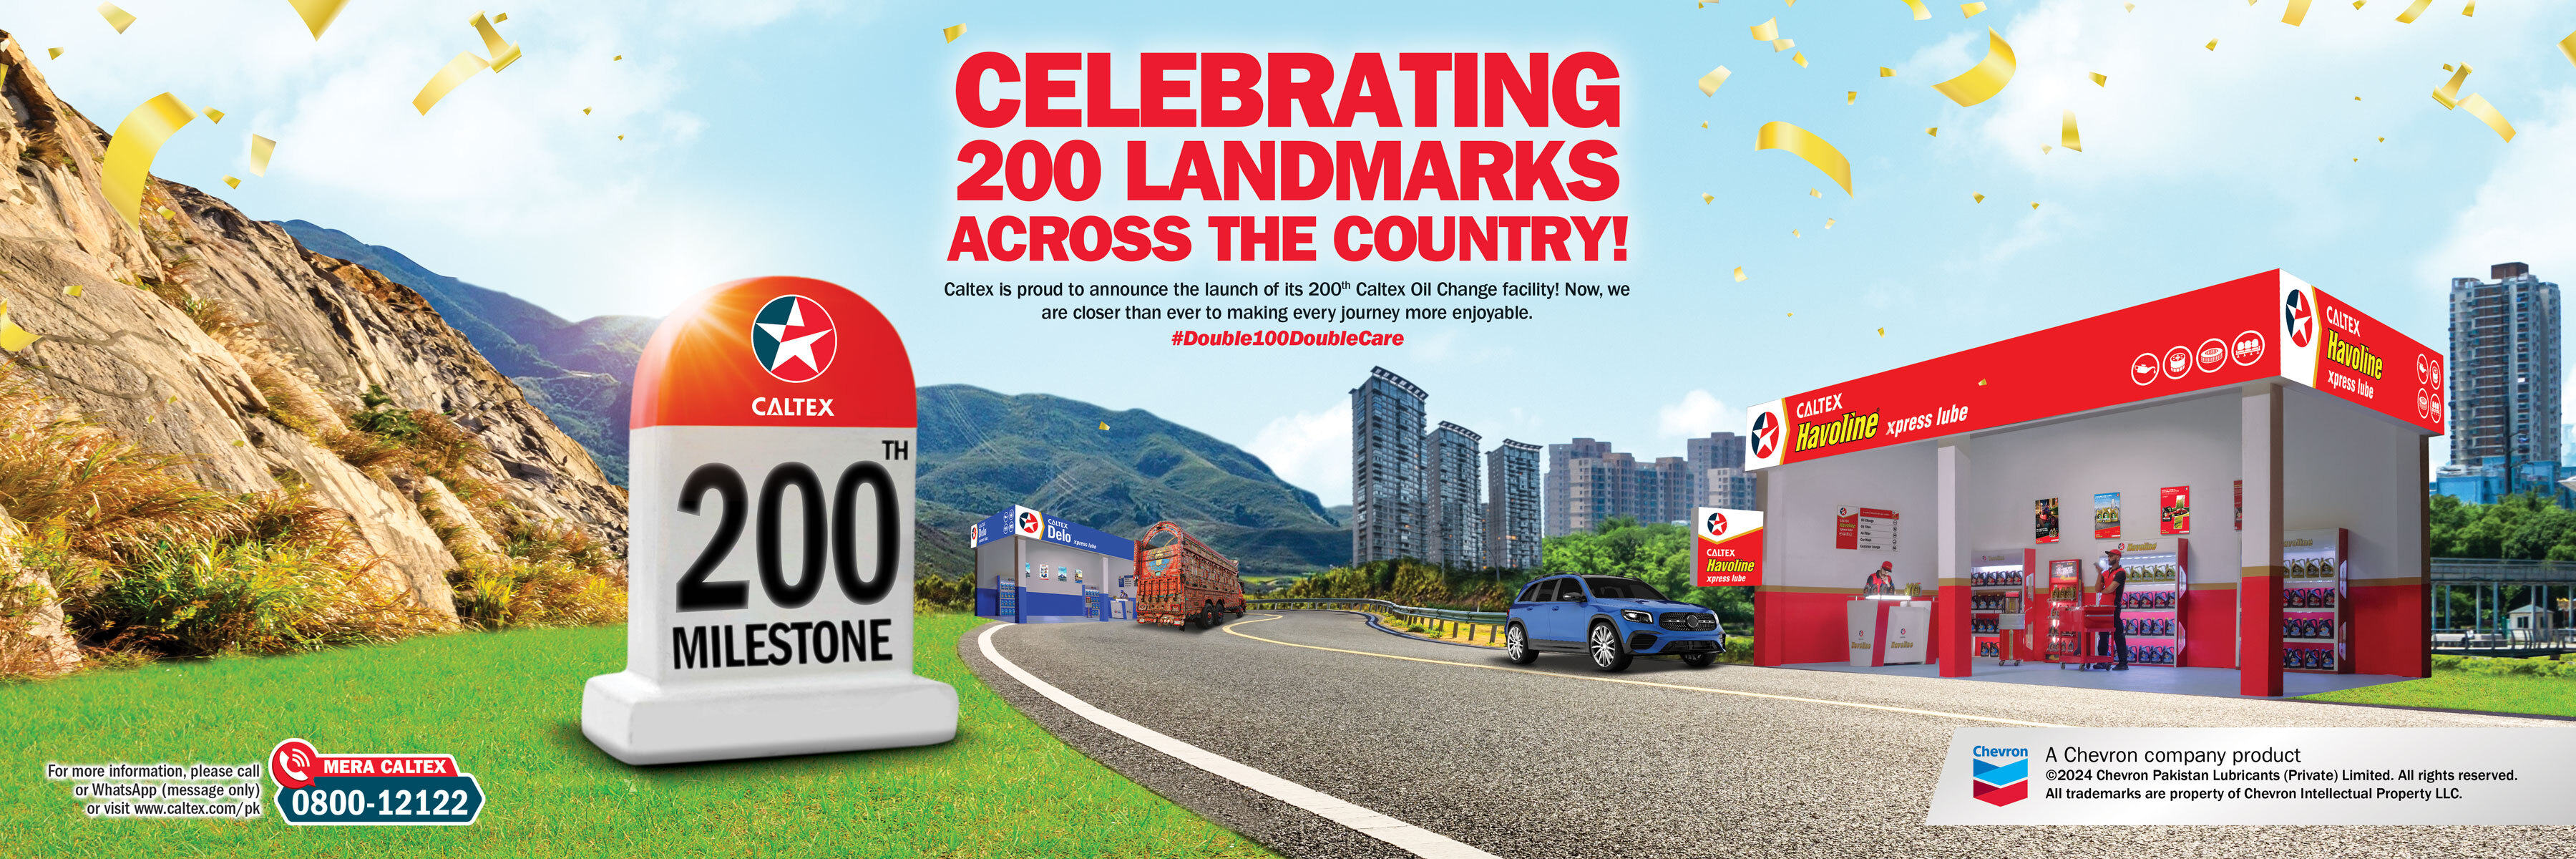 CELEBRATING
200 LANDMARKS
ACROSS THE COUNTRY!
Caltex is proud to announce the launch of its 200th Caltex Oil Change facility! Now, we
are closer than ever to making every journey more enjoyable.
#Double100DoubleCare
CALTEX
200TH
MILESTONE
CALTEX
Delo xpress lube
CALTEX
Havoline xpress lube
CALTEX
Havoline
xpress lube
CALTEX
Havoline
xpress lube
For more information, please call
or WhatsApp (message only)
or visit www.caltex.com/pk
MERA CALTEX
0800-12122
Chevron
A Chevron company product
©2024 Chevron Pakistan Lubricants (Private) Limited. All rights reserved.
All trademarks are property of Chevron Intellectual Property LLC.